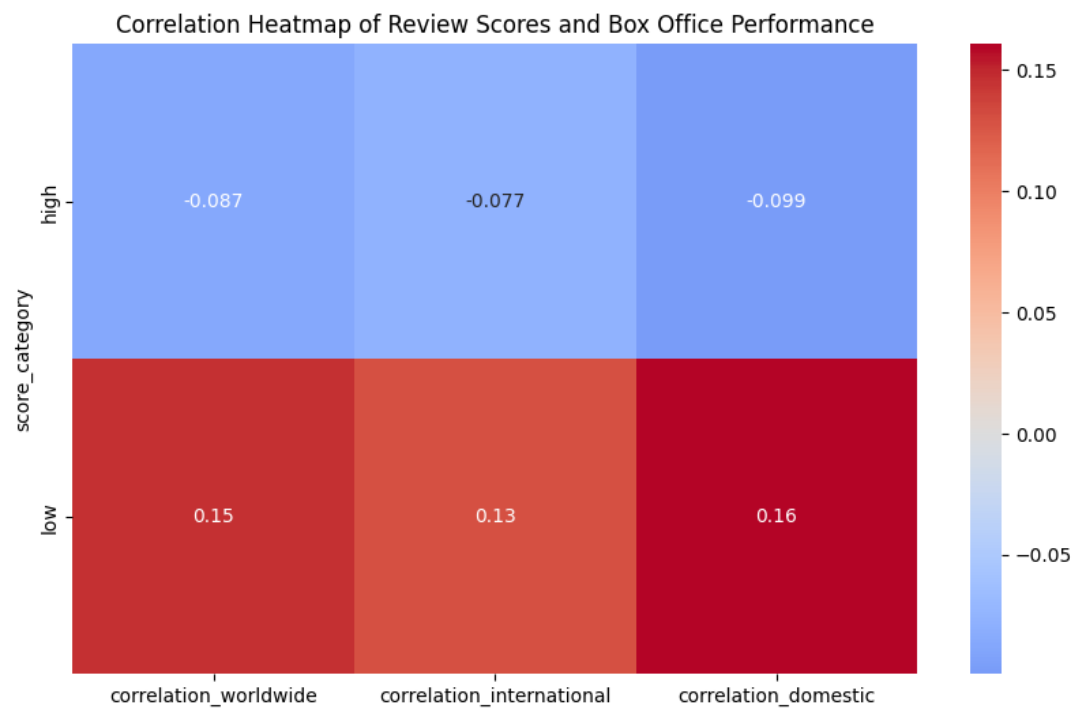 Correlation Heatmap of Review Scores and Box Office Performance
score_category
high
-0.087
-0.077
-0.099
low
0.15
0.13
0.16
correlation_worldwide
correlation_international
correlation_domestic
0.15
0.10
0.05
0.00
−0.05